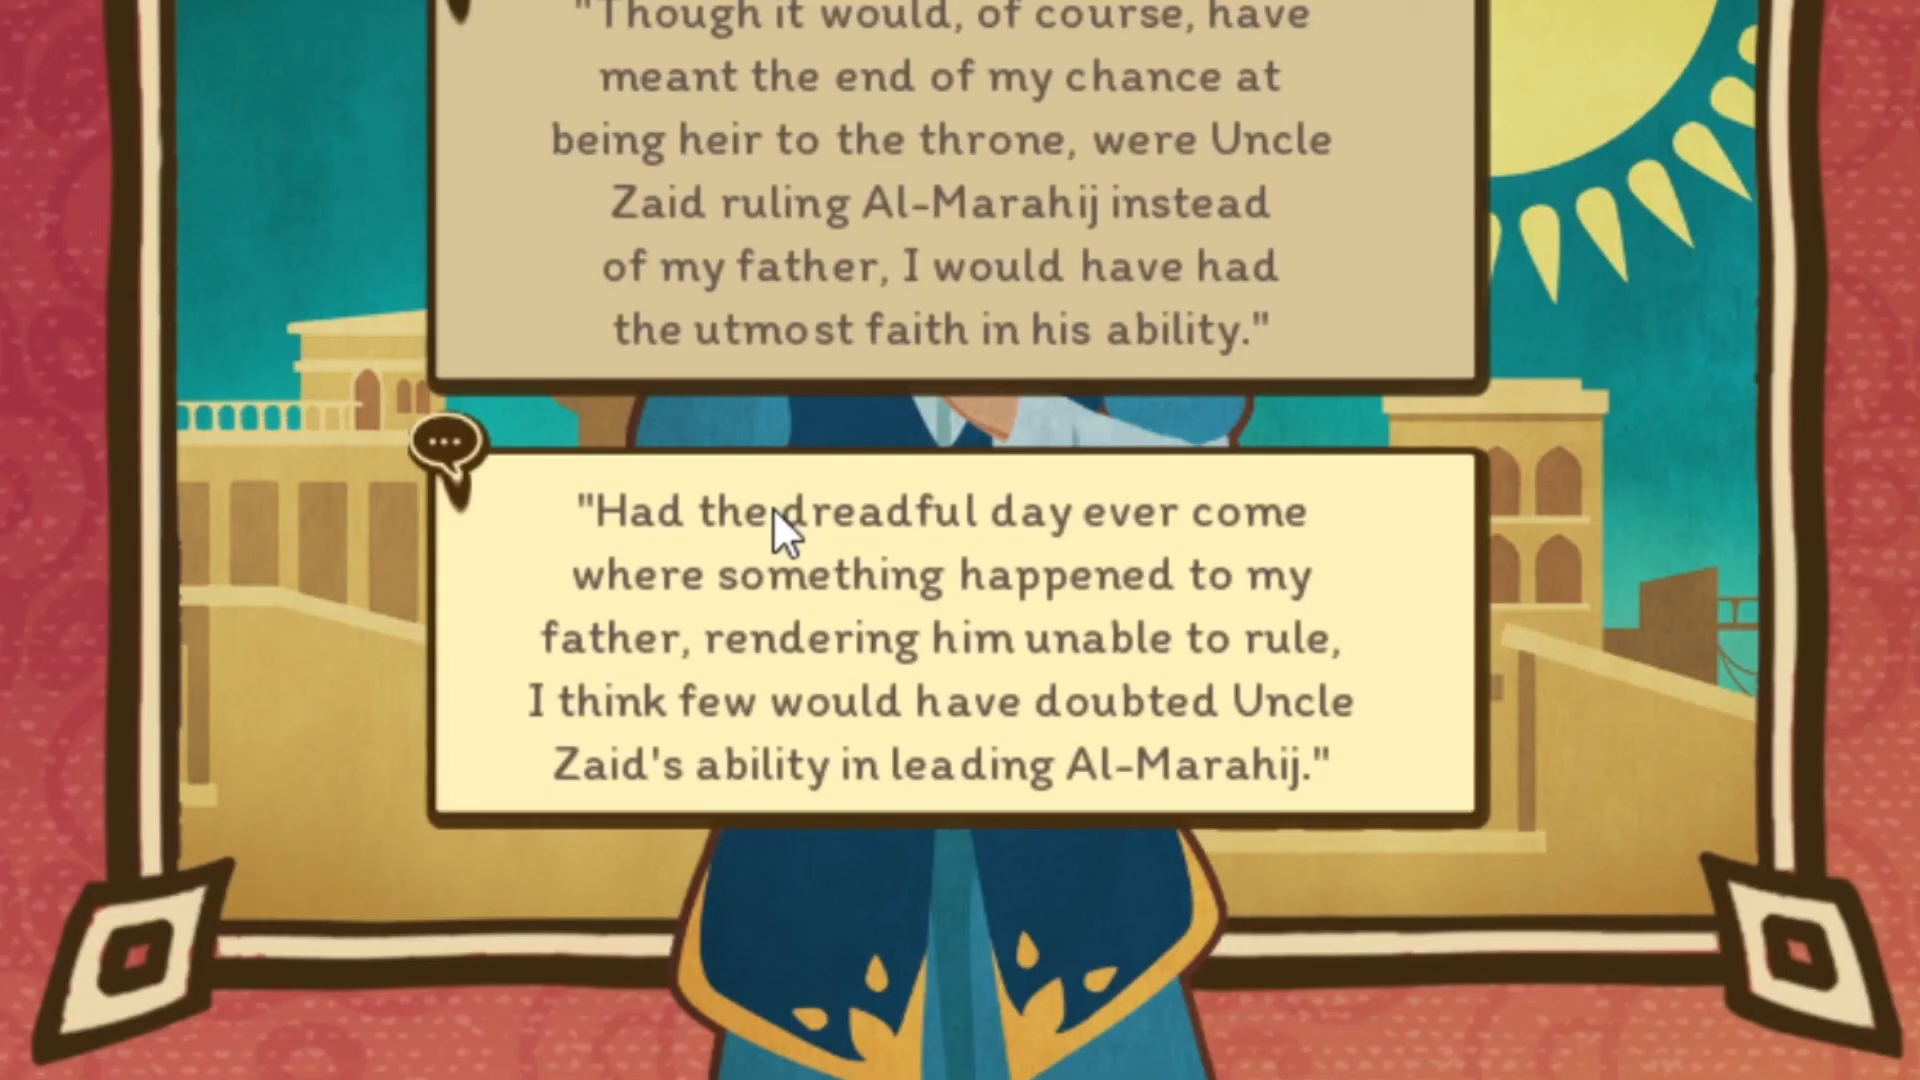 "Though it would, of course, have
meant the end of my chance at
being heir to the throne, were Uncle
Zaid ruling Al-Marahij instead
of my father, I would have had
the utmost faith in his ability."
"Had the dreadful day ever come
where something happened to my
father, rendering him unable to rule,
I think few would have doubted Uncle
Zaid's ability in leading Al-Marahij."